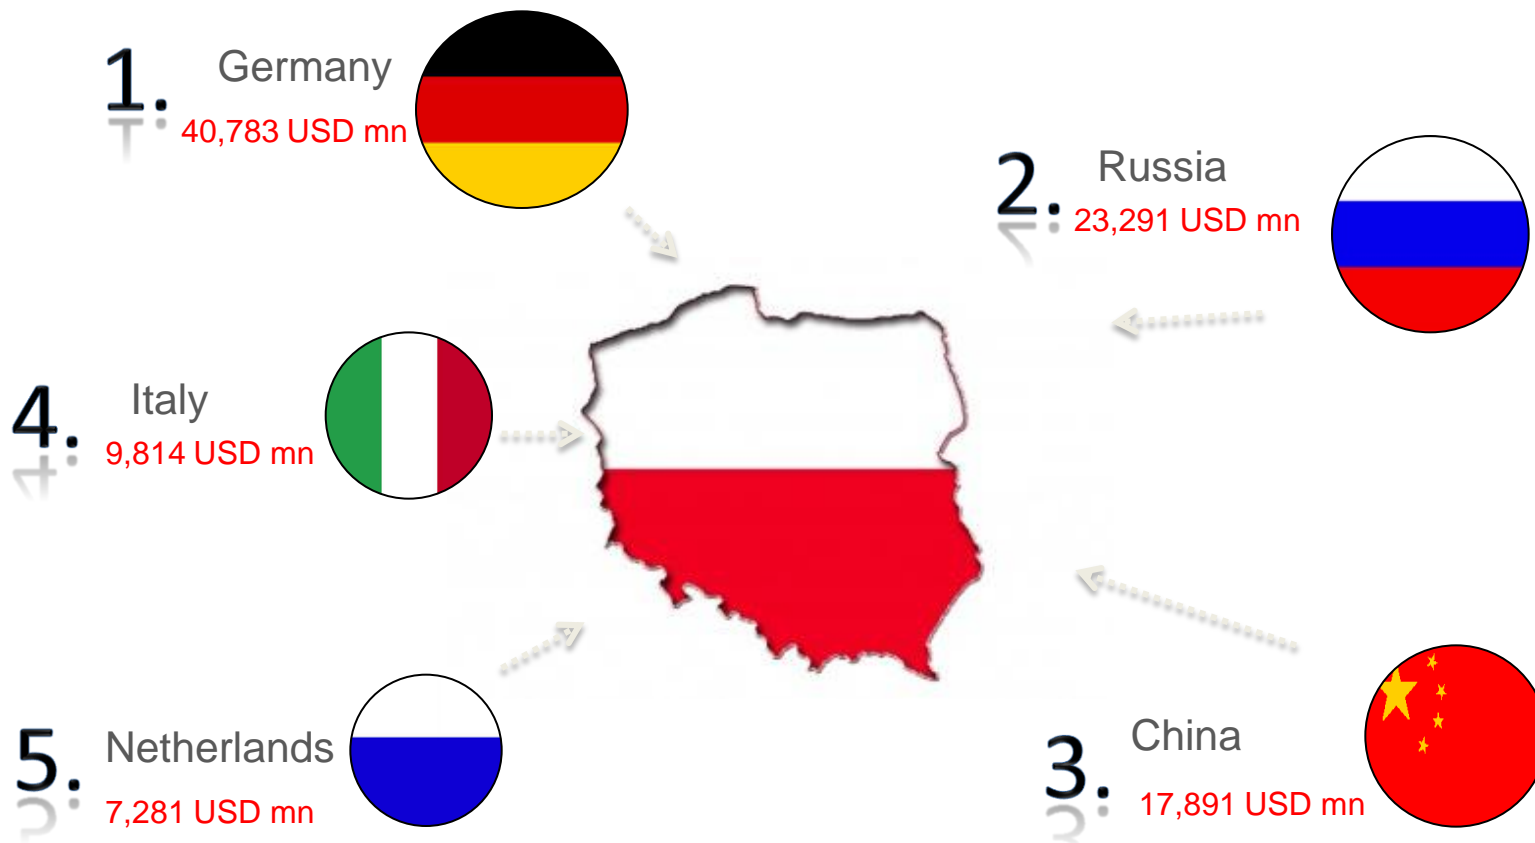 1.
Germany
40,783 USD mn
2.
Russia
23,291 USD mn
4.
Italy
9,814 USD mn
5.
Netherlands
7,281 USD mn
3.
China
17,891 USD mn